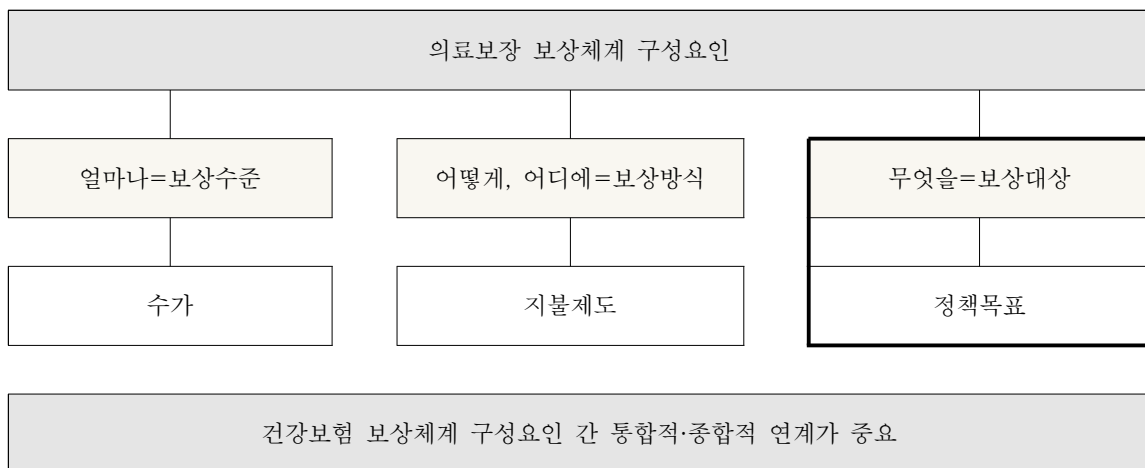 의료보장 보상체계 구성요인
얼마나=보상수준
어떻게, 어디에=보상방식
무엇을=보상대상
수가
지불제도
정책목표
건강보험 보상체계 구성요인 간 통합적·종합적 연계가 중요